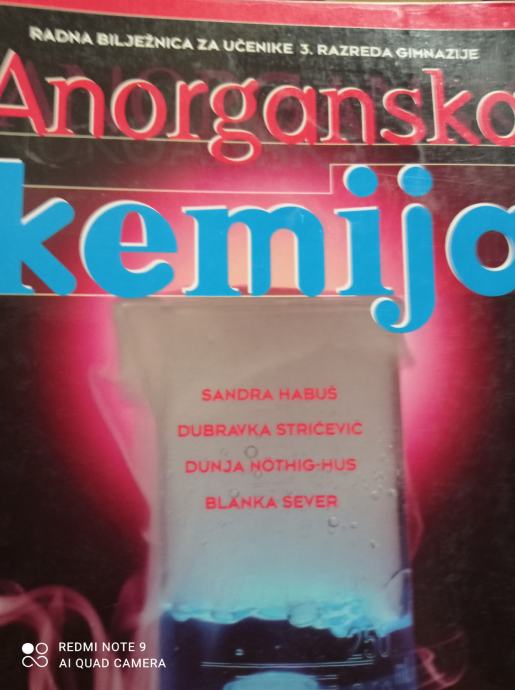 RADNA BILJEŽNICA ZA UČENIKE 3. RAZREDA GIMNAZIJE
Anorganska
kemija
SANDRA HABUŠ
DUBRAVKA STRIČEVIĆ
DUNJA NÖTHIG-HUS
BLANKA SEVER
250
REDMI NOTE 9
AI QUAD CAMERA